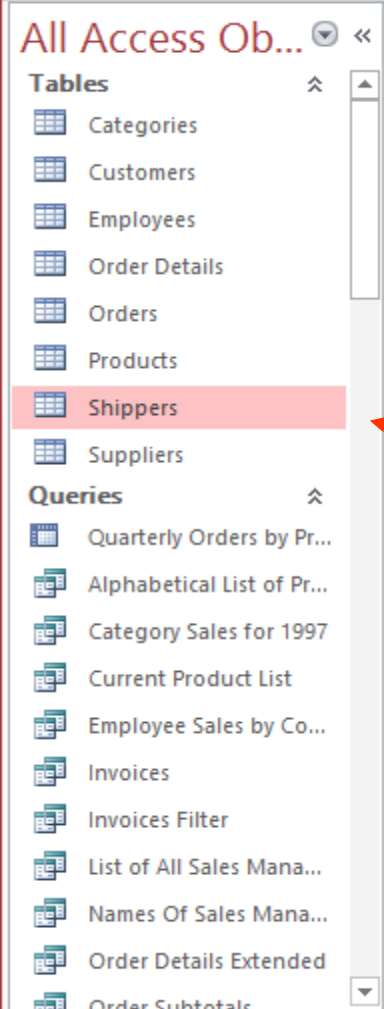 All Access Ob...
Tables
Categories
Customers
Employees
Order Details
Orders
Products
Shippers
Suppliers
Queries
Quarterly Orders by Pr...
Alphabetical List of Pr...
Category Sales for 1997
Current Product List
Employee Sales by Co...
Invoices
Invoices Filter
List of All Sales Mana...
Names Of Sales Mana...
Order Details Extended
Order Subtotals